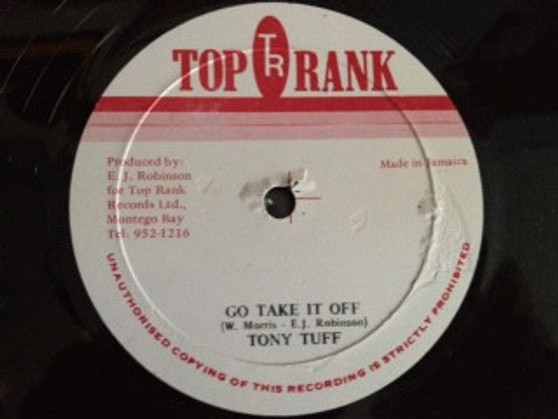 TOP TR RANK
Produced by:
E. J. Robinson
for Top Rank
Records Ltd.,
Montego Bay
Tel: 952-1216
Made in Jamaica
GO TAKE IT OFF
(W. Morris - E.J. Robinson)
TONY TUFF
UNAUTHORISED COPYING OF THIS RECORDING IS STRICTLY PROHIBITED